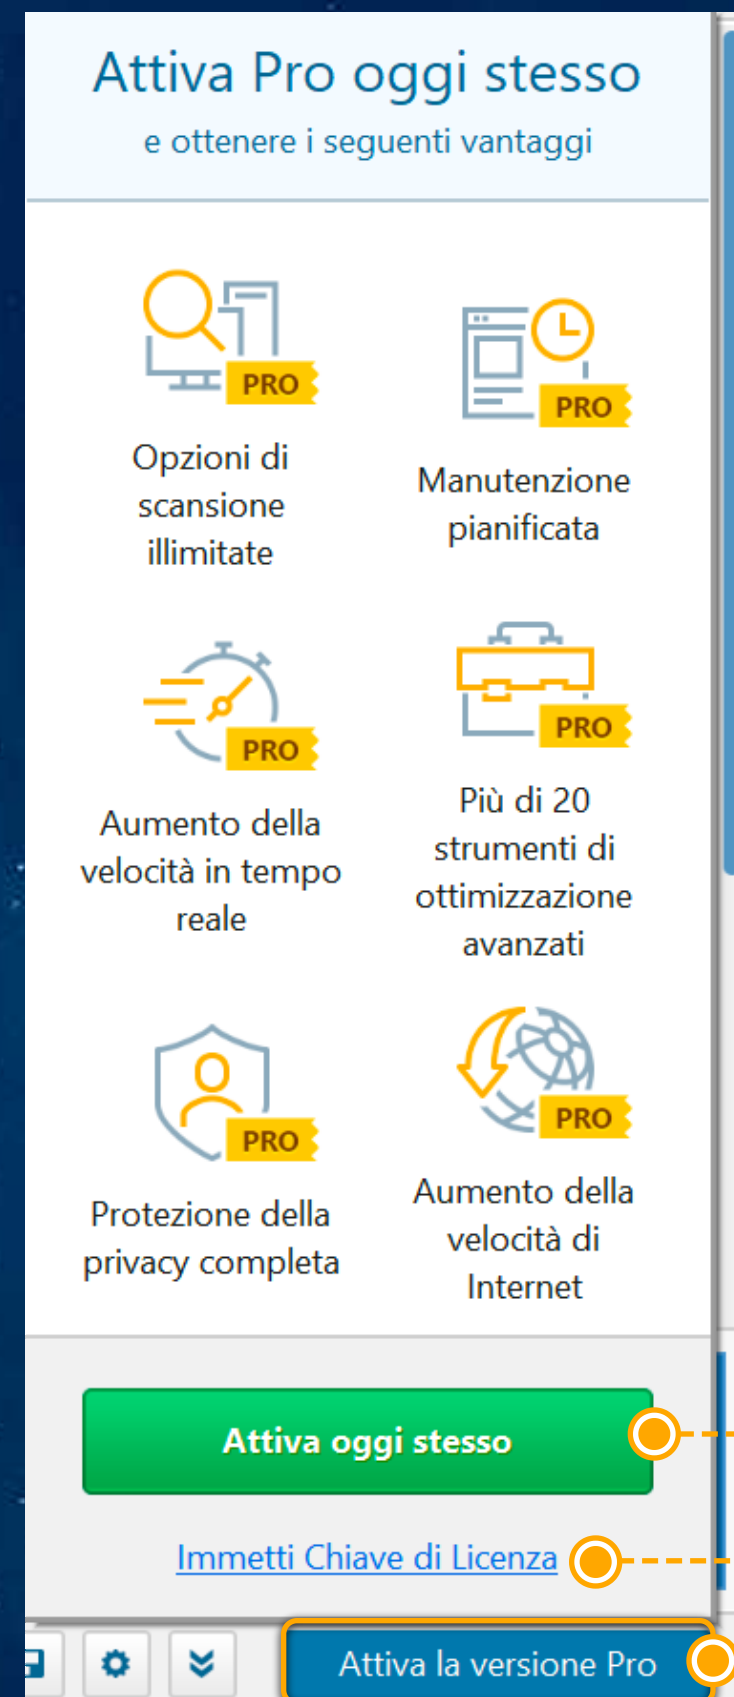 Attiva Pro oggi stesso
e ottenere i seguenti vantaggi
PRO
Opzioni di
scansione
illimitate
PRO
Manutenzione
pianificata
PRO
Aumento della
velocità in tempo
reale
PRO
Più di 20
strumenti di
ottimizzazione
avanzati
PRO
Protezione della
privacy completa
PRO
Aumento della
velocità di
Internet
Attiva oggi stesso
Immetti Chiave di Licenza
Attiva la versione Pro